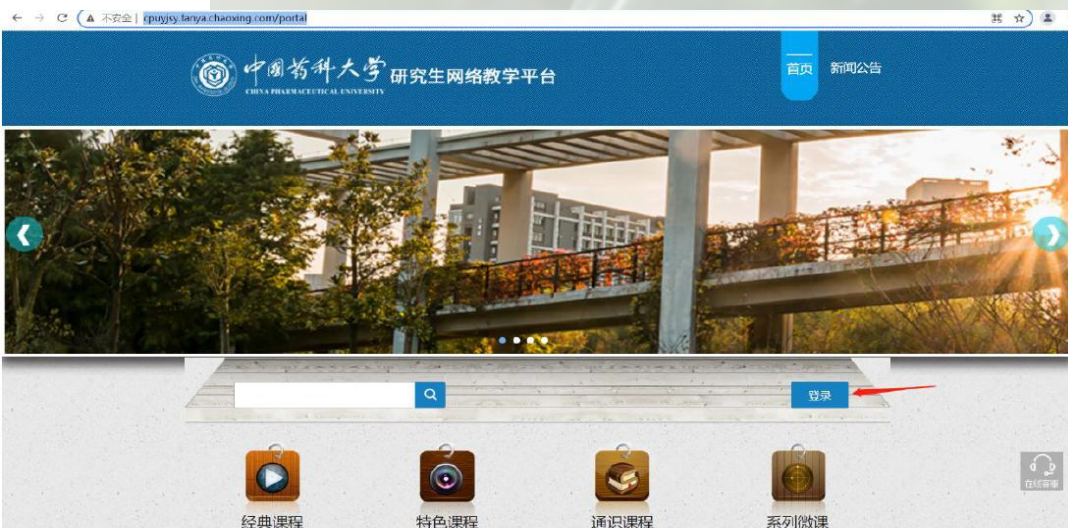 不安全 | cpuyjsy.fanya.chaoxing.com/portal
中國药科大学 研究生网络教学平台
CHINA PHARMACEUTICAL UNIVERSITY
首页 新闻公告
登录
经典课程 特色课程 通识课程 系列微课
在线客服